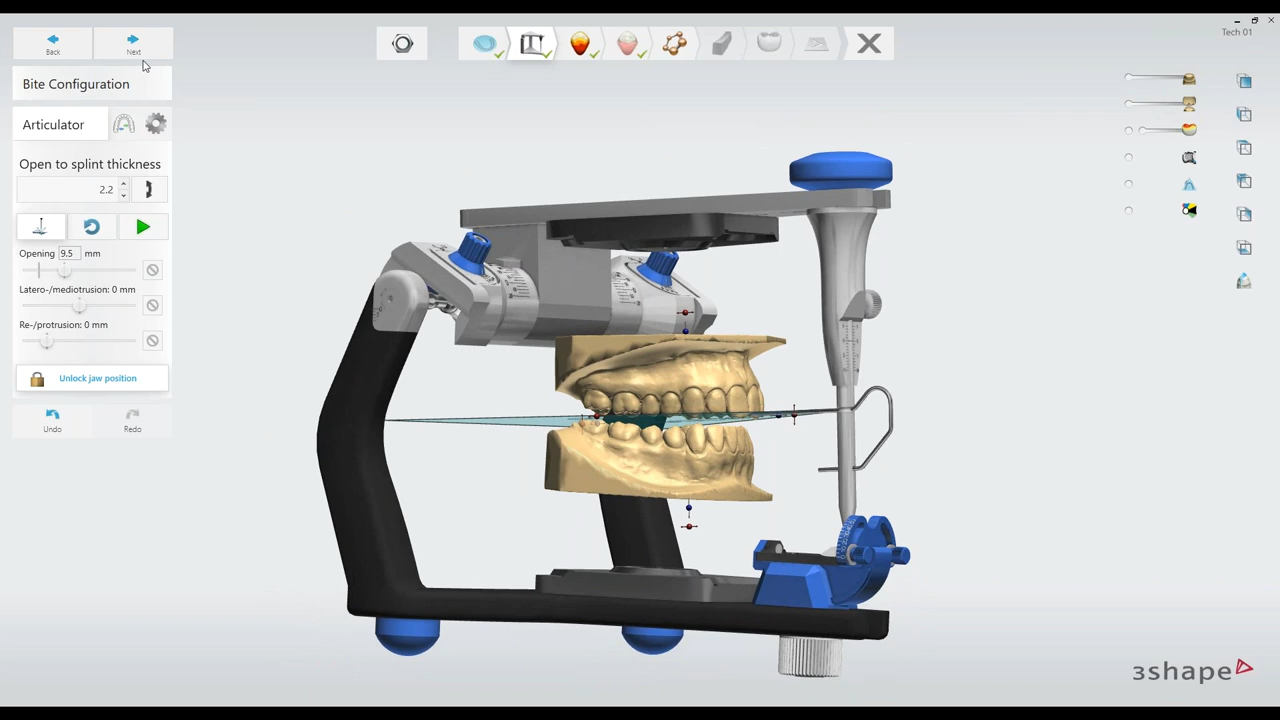 Tech 01
Back
Next
Bite Configuration
Articulator
Open to splint thickness
2.2
Opening 9.5 mm
Latero-/mediotrusion: 0 mm
Re-/protrusion: 0 mm
Unlock jaw position
Undo
Redo
3shape